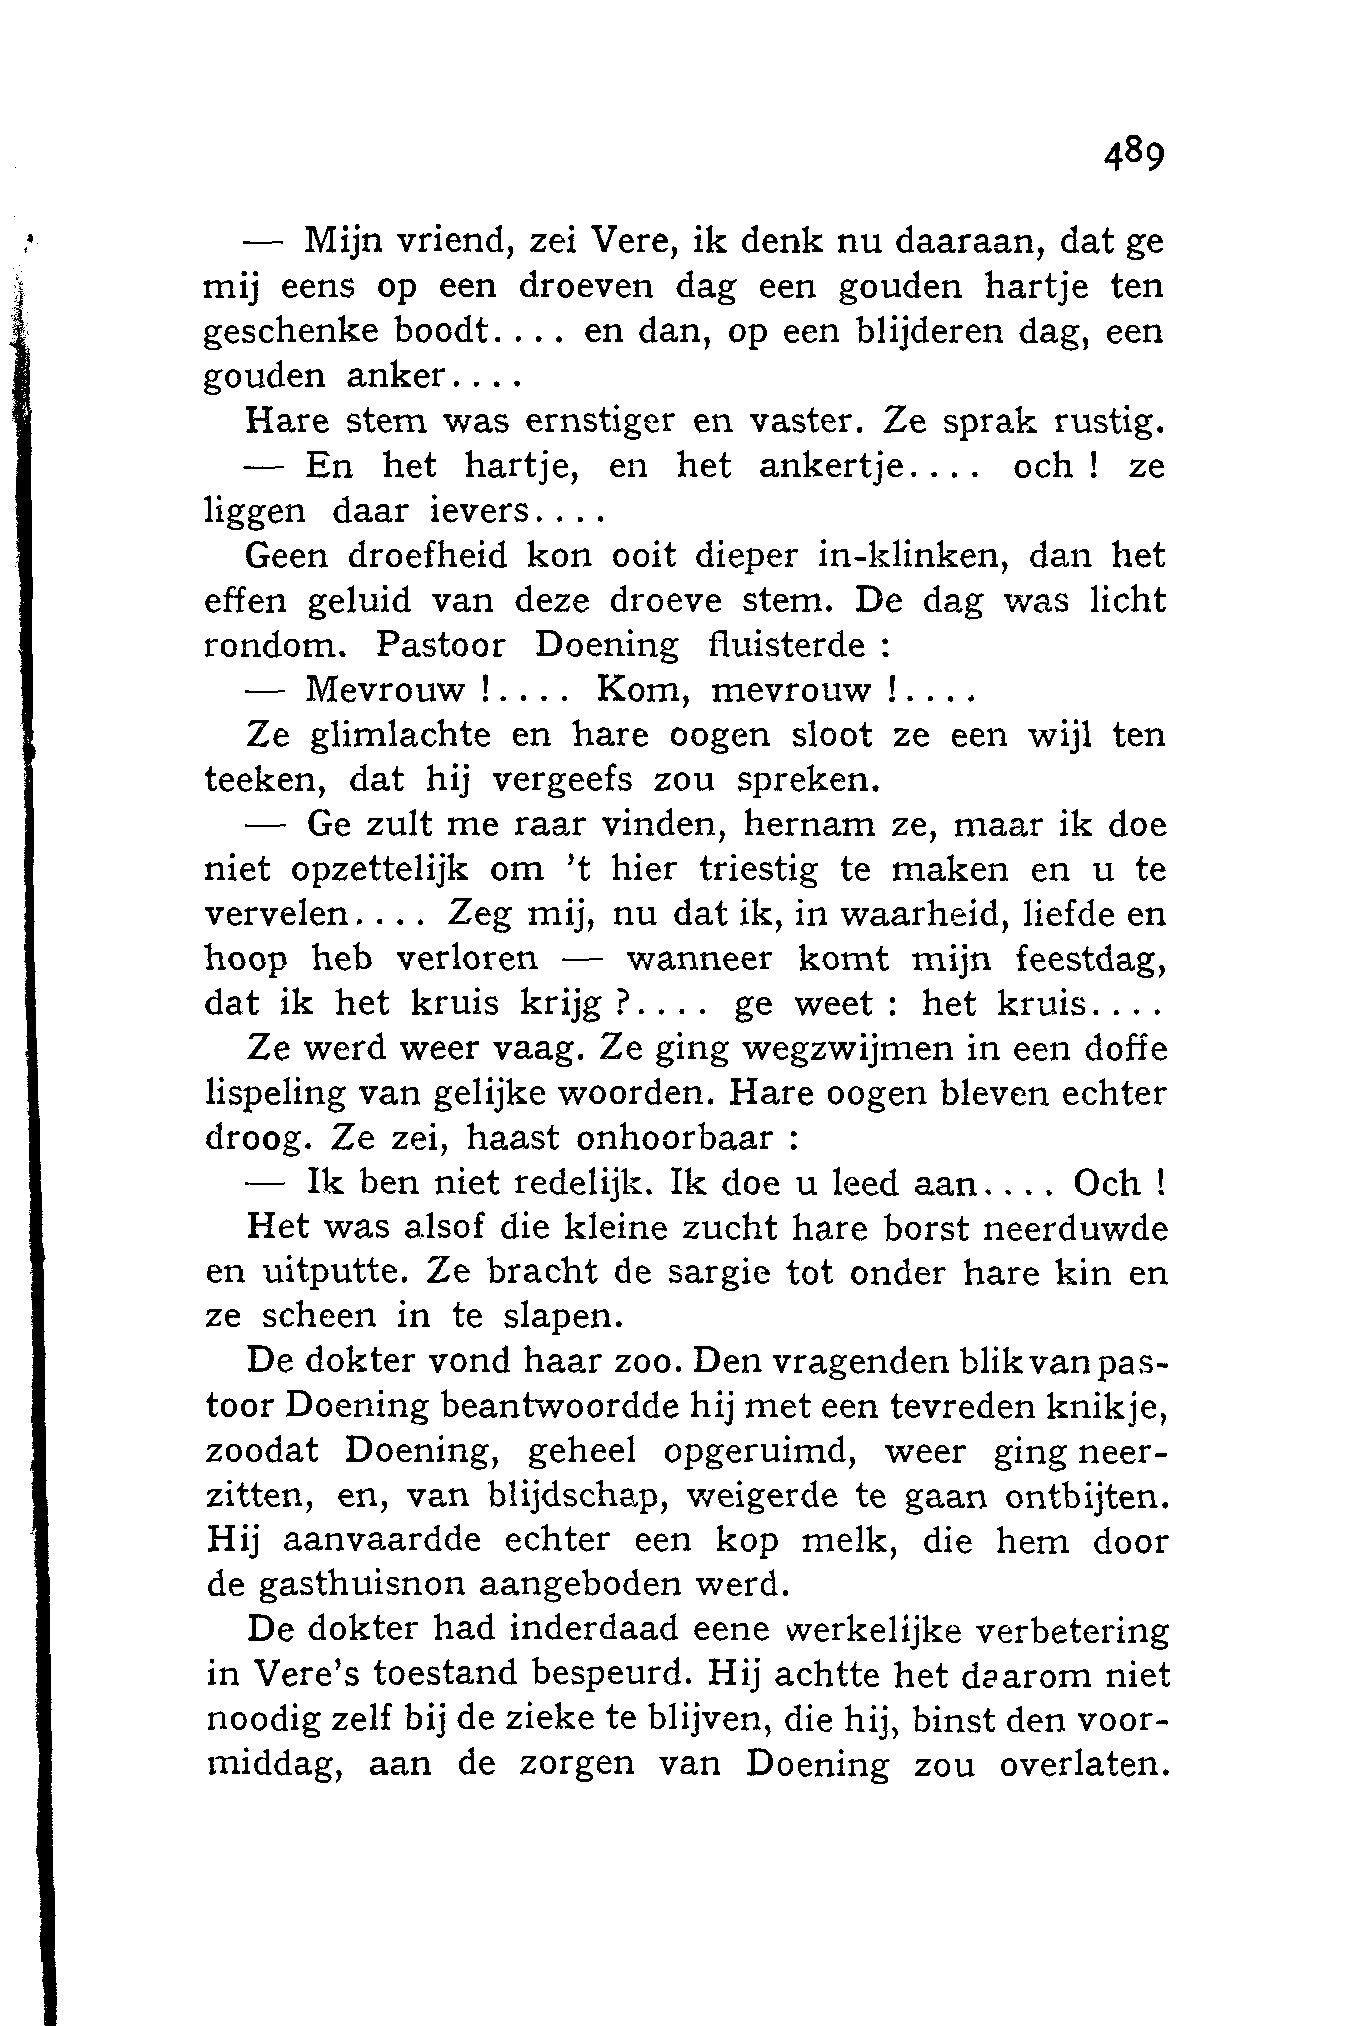 489
— Mijn vriend, zei Vere, ik denk nu daaraan, dat ge
mij eens op een droeven dag een gouden hartje ten
geschenke boodt.... en dan, op een blijderen dag, een
gouden anker....
Hare stem was ernstiger en vaster. Ze sprak rustig.
— En het hartje, en het ankertje.... och ! ze
liggen daar ievers....
Geen droefheid kon ooit dieper in-klinken, dan het
effen geluid van deze droeve stem. De dag was licht
rondom. Pastoor Doening fluisterde :
— Mevrouw !.... Kom, mevrouw !....
Ze glimlachte en hare oogen sloot ze een wijl ten
teeken, dat hij vergeefs zou spreken.
— Ge zult me raar vinden, hernam ze, maar ik doe
niet opzettelijk om 't hier triestig te maken en u te
vervelen.... Zeg mij, nu dat ik, in waarheid, liefde en
hoop heb verloren — wanneer komt mijn feestdag,
dat ik het kruis krijg ?.... ge weet : het kruis....
Ze werd weer vaag. Ze ging wegzwijmen in een doffe
lispeling van gelijke woorden. Hare oogen bleven echter
droog. Ze zei, haast onhoorbaar :
— Ik ben niet redelijk. Ik doe u leed aan.... Och !
Het was alsof die kleine zucht hare borst neerduwde
en uitputte. Ze bracht de sargie tot onder hare kin en
ze scheen in te slapen.
De dokter vond haar zoo. Den vragenden blik van pas-
toor Doening beantwoordde hij met een tevreden knikje,
zoodat Doening, geheel opgeruimd, weer ging neer-
zitten, en, van blijdschap, weigerde te gaan ontbijten.
Hij aanvaardde echter een kop melk, die hem door
de gasthuisnon aangeboden werd.
De dokter had inderdaad eene werkelijke verbetering
in Vere's toestand bespeurd. Hij achtte het daarom niet
noodig zelf bij de zieke te blijven, die hij, binst den voor-
middag, aan de zorgen van Doening zou overlaten.